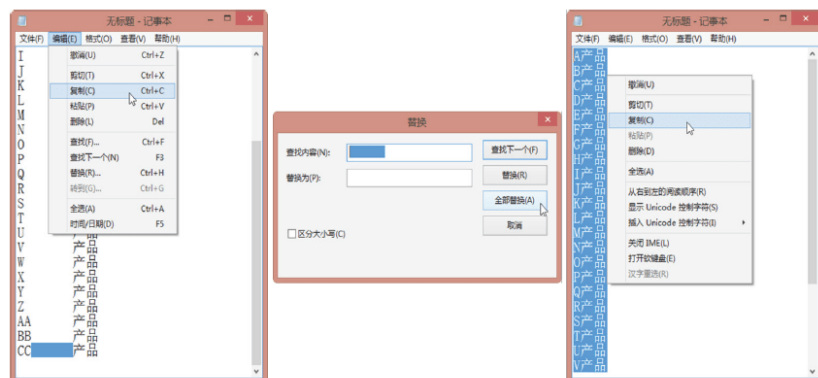 无标题 - 记事本
文件(F) 编辑(E) 格式(O) 查看(V) 帮助(H)
I
J
K
L
M
N
O
P
Q
R
S
T
U 产品
V 产品
W 产品
X 产品
Y 产品
Z 产品
AA 产品
BB 产品
CC 产品
撤消(U) Ctrl+Z
剪切(T) Ctrl+X
复制(C) Ctrl+C
粘贴(P) Ctrl+V
删除(L) Del
查找(F)... Ctrl+F
查找下一个(N) F3
替换(R)... Ctrl+H
转到(G)... Ctrl+G
全选(A) Ctrl+A
时间/日期(D) F5
替换
查找内容(N):
查找下一个(F)
替换为(P):
替换(R)
全部替换(A)
取消
区分大小写(C)
无标题 - 记事本
文件(F) 编辑(E) 格式(O) 查看(V) 帮助(H)
A产品
B产品
C产品
D产品
E产品
F产品
G产品
H产品
I产品
J产品
K产品
L产品
M产品
N产品
O产品
P产品
Q产品
R产品
S产品
T产品
U产品
V产品
撤消(U)
剪切(T)
复制(C)
粘贴(P)
删除(D)
全选(A)
从右到左的阅读顺序(R)
显示 Unicode 控制字符(S)
插入 Unicode 控制字符(I)
关闭 IME(L)
打开软键盘(E)
汉字重选(R)